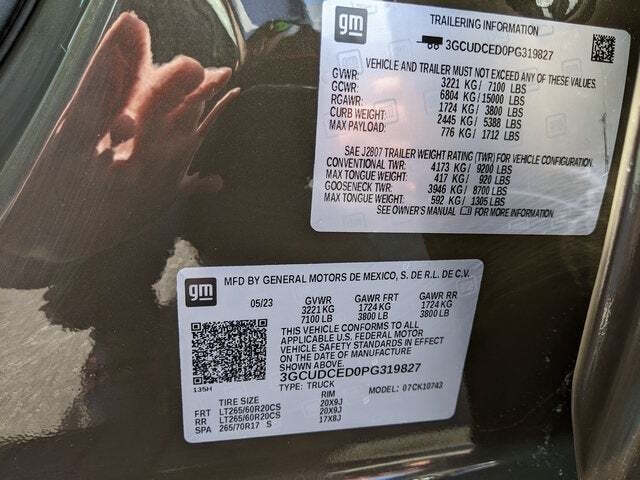 gm
TRAILERING INFORMATION
3GCUDCED0PG319827
VEHICLE AND TRAILER MUST NOT EXCEED ANY OF THESE VALUES.
GVWR: 3221 KG / 7100 LBS
GCWR: 6804 KG / 15000 LBS
RGAWR: 1724 KG / 3800 LBS
CURB WEIGHT: 2445 KG / 5388 LBS
MAX PAYLOAD: 776 KG / 1712 LBS
SAE J2807 TRAILER WEIGHT RATING (TWR) FOR VEHICLE CONFIGURATION
CONVENTIONAL TWR: 4173 KG / 9200 LBS
MAX TONGUE WEIGHT: 417 KG / 920 LBS
GOOSENECK TWR: 3946 KG / 8700 LBS
MAX TONGUE WEIGHT: 592 KG / 1305 LBS
SEE OWNER'S MANUAL FOR MORE INFORMATION
gm
MFD BY GENERAL MOTORS DE MEXICO, S. DE R.L. DE C.V.
05/23 GVWR GAWR FRT GAWR RR
3221 KG 1724 KG 1724 KG
7100 LB 3800 LB 3800 LB
THIS VEHICLE CONFORMS TO ALL
APPLICABLE U.S. FEDERAL MOTOR
VEHICLE SAFETY STANDARDS IN EFFECT
ON THE DATE OF MANUFACTURE
SHOWN ABOVE.
3GCUDCED0PG319827
135H TYPE: TRUCK MODEL: 07CK10743
TIRE SIZE RIM
FRT LT265/60R20CS 20X9J
RR LT265/60R20CS 20X9J
SPA 265/70R17 S 17X8J